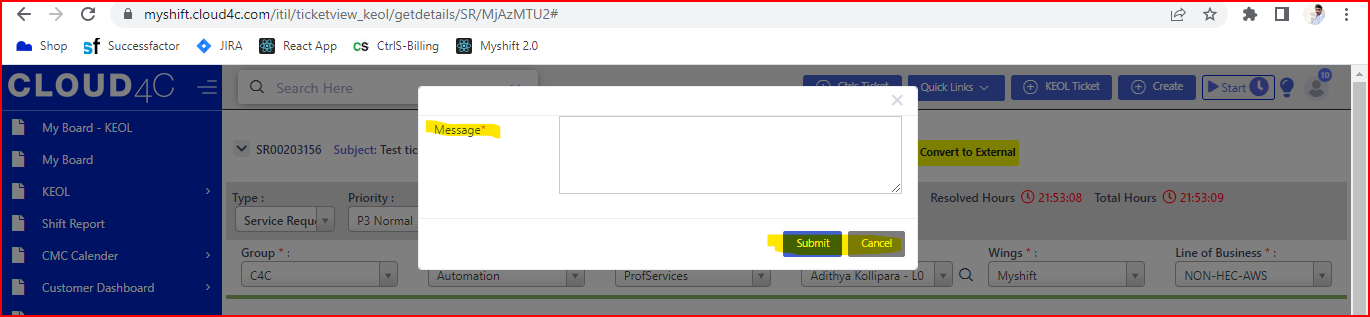 myshift.cloud4c.com/itil/ticketview_keol/getdetails/SR/MjAzMTU2#
Shop
Successfactor
JIRA
React App
CtrlS-Billing
Myshift 2.0
CLOUD4C
Search Here
Ctrls Ticket
Quick Links
KEOL Ticket
Create
Start
10
My Board - KEOL
My Board
KEOL
Shift Report
CMC Calender
Customer Dashboard
Message*
Submit
Cancel
SR00203156 Subject: Test tic
Convert to External
Type :
Service Requ
Priority :
P3 Normal
Resolved Hours 21:53:08 Total Hours 21:53:09
Group * :
C4C
Automation
ProfServices
Adithya Kollipara - L0
Wings * :
Myshift
Line of Business * :
NON-HEC-AWS